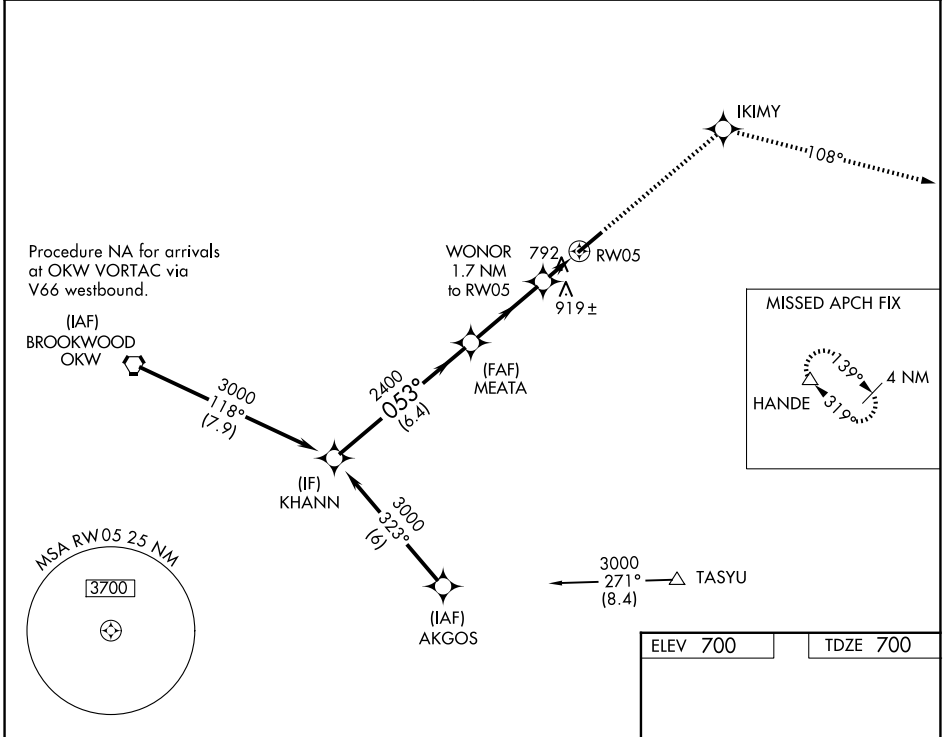 IKIMY
108°
Procedure NA for arrivals
at OKW VORTAC via
V66 westbound.
WONOR
1.7 NM
to RW05
792
RW05
919±
(IAF)
BROOKWOOD
OKW
MISSED APCH FIX
139°
4 NM
HANDE
319°
(FAF)
MEATA
3000
118°
(7.9)
2400
053°
(6.4)
(IF)
KHANN
3000
323°
(6)
MSA RW05 25 NM
3700
3000
271°
(8.4)
TASYU
(IAF)
AKGOS
ELEV 700
TDZE 700